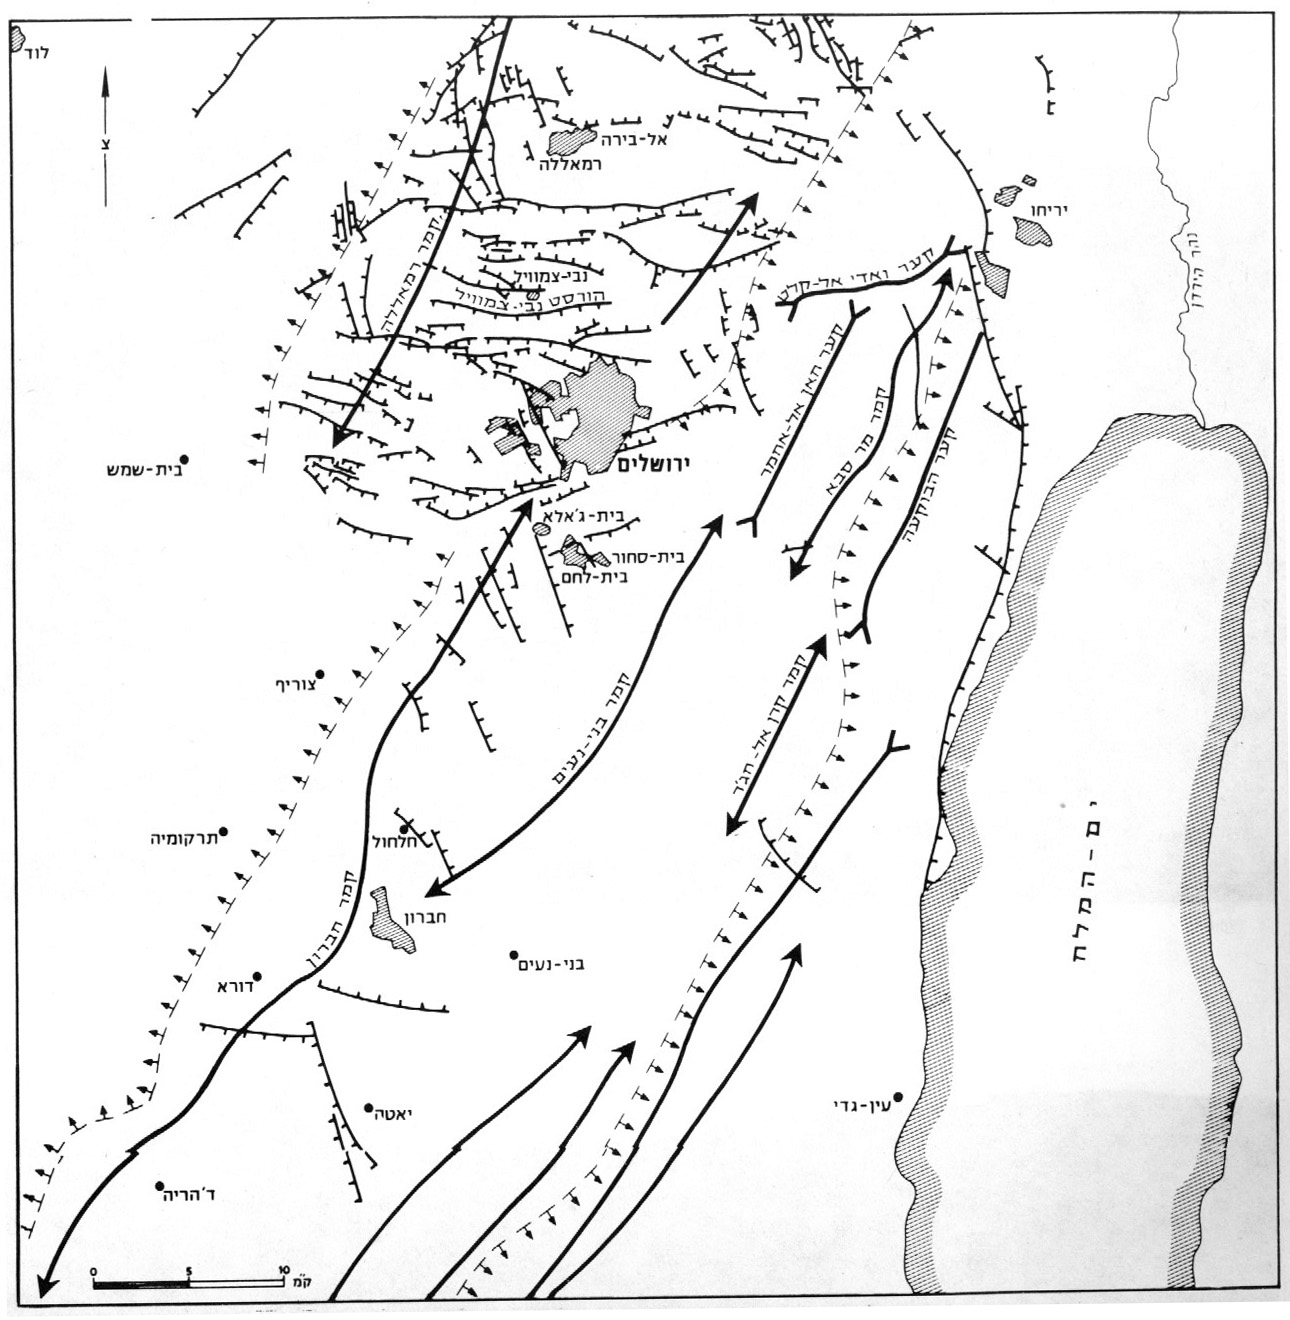 לוד
צ
אל-בירה
רמאללה
יריחו
נהר הירדן
קמר רמאללה
נבי-צמוויל
הורסט נבי-צמוויל
קער ואדי אל-קלט
קער חאן אל-אחמר
קמר מר סבא
קער הבוקעה
ירושלים
בית-שמש
בית-ג'אלא
בית-סחור
בית-לחם
צוריף
קמר בני-נעים
קמר קרן אל-חג'ר
תרקומיה
חלחול
ים-המלח
קמר חברון
חברון
בני-נעים
דורא
יאטה
עין-גדי
ד'הריה
0 5 10
ק"מ